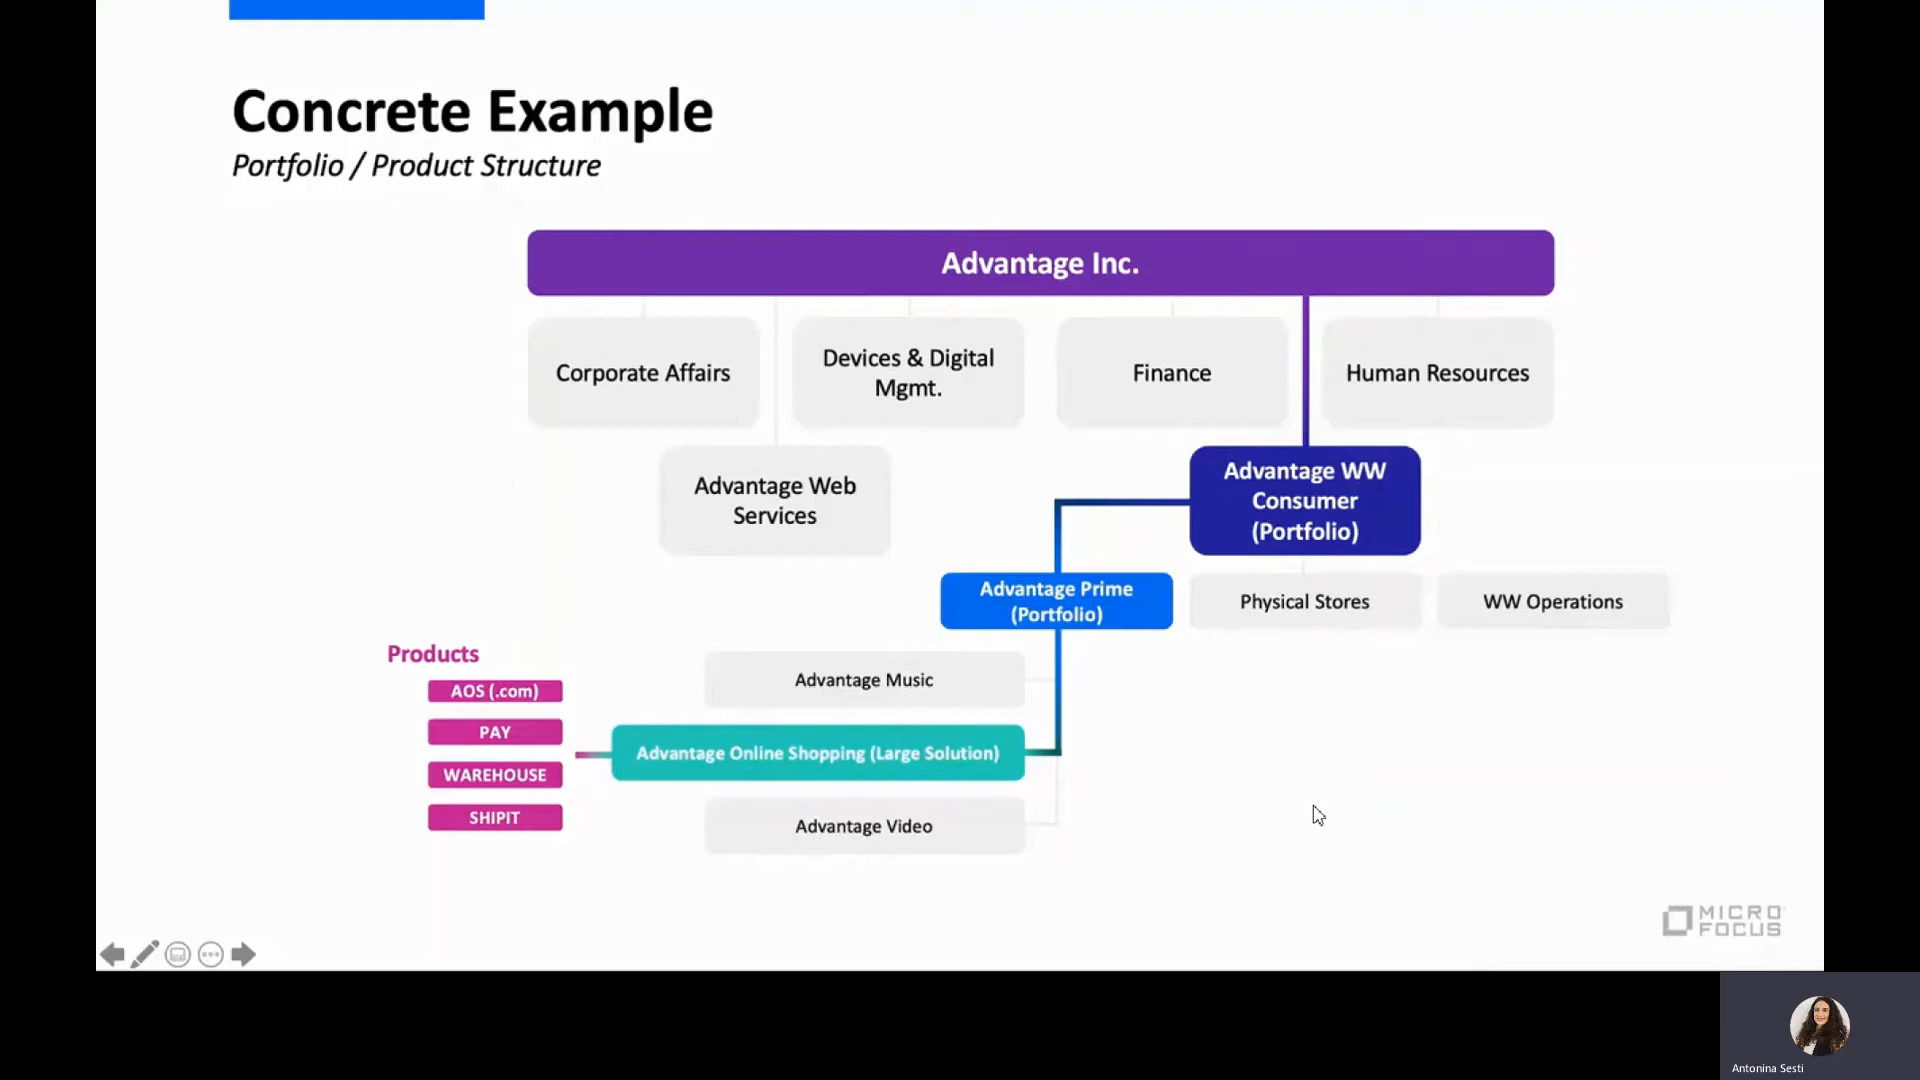 Concrete Example
Portfolio / Product Structure
Advantage Inc.
Corporate Affairs
Devices & Digital
Mgmt.
Finance
Human Resources
Advantage Web
Services
Advantage WW
Consumer
(Portfolio)
Advantage Prime
(Portfolio)
Physical Stores
WW Operations
Products
AOS (.com)
PAY
WAREHOUSE
SHIPIT
Advantage Music
Advantage Online Shopping (Large Solution)
Advantage Video
MICRO
FOCUS
Antonina Sesti